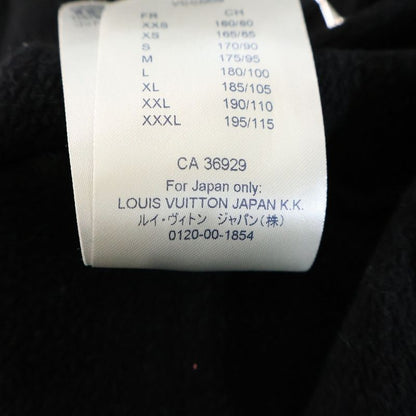 FR CH
XXS 160/80
XS 165/85
S 170/90
M 175/95
L 180/100
XL 185/105
XXL 190/110
XXXL 195/115
CA 36929
For Japan only:
LOUIS VUITTON JAPAN K.K.
ルイ・ヴィトン ジャパン(株)
0120-00-1854